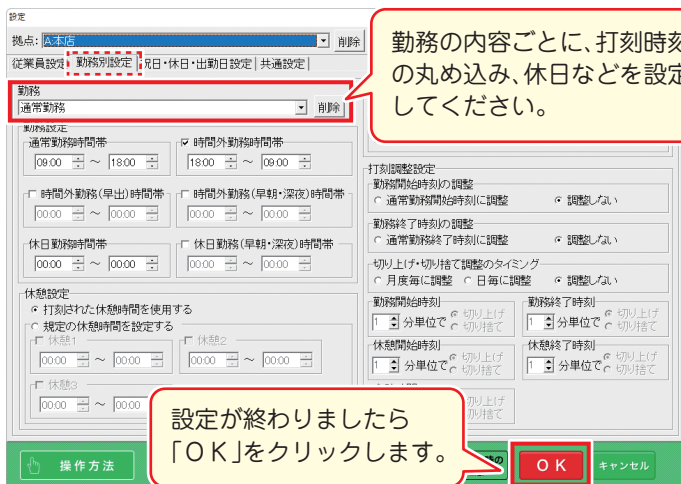 設定
拠点: A本店 削除
従業員設定 勤務別設定 祝日・休日・出勤日設定 共通設定
勤務の内容ごとに、打刻時刻
の丸め込み、休日などを設定
してください。
勤務
通常勤務 削除
勤務設定
通常勤務時間帯 時間外勤務時間帯
09:00 ～ 18:00 18:00 ～ 09:00
時間外勤務(早出)時間帯 時間外勤務(早朝・深夜)時間帯
00:00 ～ 00:00 00:00 ～ 00:00
休日勤務時間帯 休日勤務(早朝・深夜)時間帯
00:00 ～ 00:00 00:00 ～ 00:00
休憩設定
打刻された休憩時間を使用する
規定の休憩時間を設定する
休憩1 休憩2
00:00 ～ 00:00 00:00 ～ 00:00
休憩3
00:00 ～ 00:00
打刻調整設定
勤務開始時刻の調整
通常勤務開始時刻に調整 調整しない
勤務終了時刻の調整
通常勤務終了時刻に調整 調整しない
切り上げ・切り捨て調整のタイミング
月度毎に調整 日毎に調整 調整しない
勤務開始時刻 勤務終了時刻
1 分単位で 切り上げ 切り捨て 1 分単位で 切り上げ 切り捨て
休憩開始時刻 休憩終了時刻
1 分単位で 切り上げ 切り捨て 1 分単位で 切り上げ 切り捨て
切り上げ
切り捨て
設定が終わりましたら
「OK」をクリックします。
操作方法 OK キャンセル